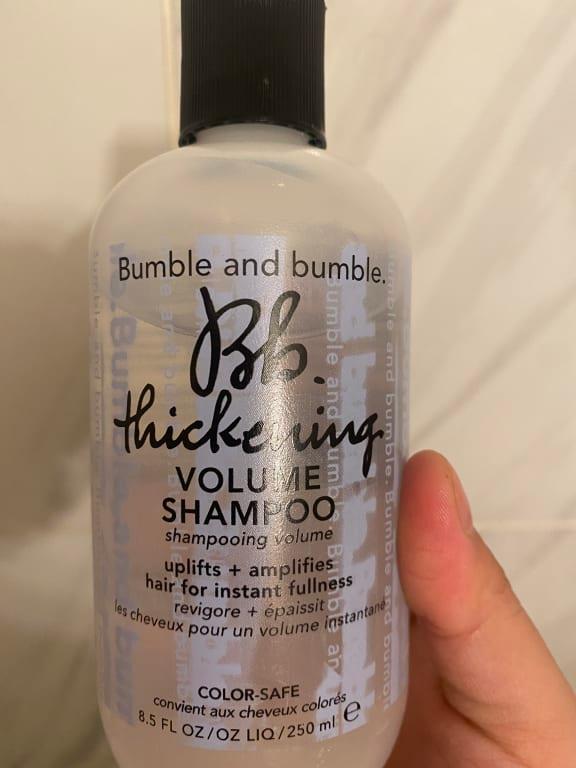 Bumble and bumble.
Bb.
thickening
VOLUME
SHAMPOO
shampooing volume
uplifts + amplifies
hair for instant fullness
revigore + épaissit
les cheveux pour un volume instantané
COLOR-SAFE
convient aux cheveux colorés
8.5 FL OZ/OZ LIQ/250 ml e